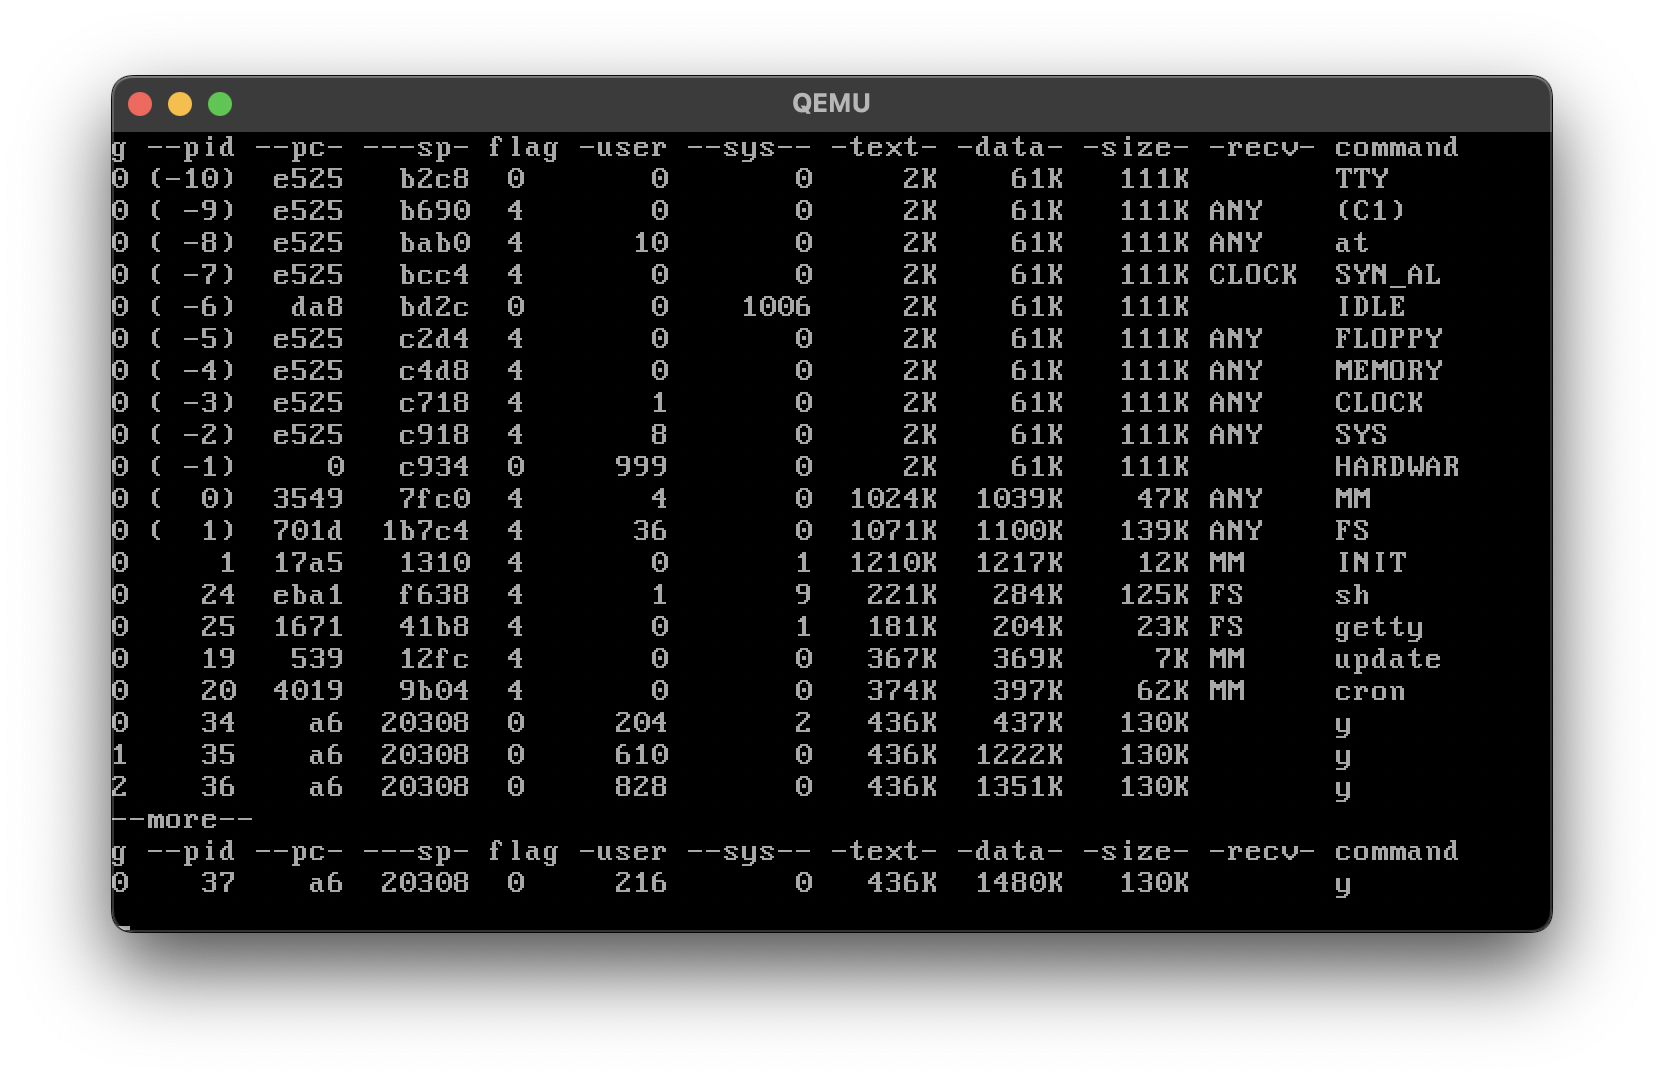 QEMU
g --pid --pc- ---sp- flag -user --sys-- -text- -data- -size- -recv- command
0 (-10) e525 b2c8 0 0 0 2K 61K 111K TTY
0 ( -9) e525 b690 4 0 0 2K 61K 111K ANY (C1)
0 ( -8) e525 bab0 4 10 0 2K 61K 111K ANY at
0 ( -7) e525 bcc4 4 0 0 2K 61K 111K CLOCK SYN_AL
0 ( -6) da8 bd2c 0 0 1006 2K 61K 111K IDLE
0 ( -5) e525 c2d4 4 0 0 2K 61K 111K ANY FLOPPY
0 ( -4) e525 c4d8 4 0 0 2K 61K 111K ANY MEMORY
0 ( -3) e525 c718 4 1 0 2K 61K 111K ANY CLOCK
0 ( -2) e525 c918 4 8 0 2K 61K 111K ANY SYS
0 ( -1) 0 c934 0 999 0 2K 61K 111K HARDWAR
0 ( 0) 3549 7fc0 4 4 0 1024K 1039K 47K ANY MM
0 ( 1) 701d 1b7c4 4 36 0 1071K 1100K 139K ANY FS
0 1 17a5 1310 4 0 1 1210K 1217K 12K MM INIT
0 24 eba1 f638 4 1 9 221K 284K 125K FS sh
0 25 1671 41b8 4 0 1 181K 204K 23K FS getty
0 19 539 12fc 4 0 0 367K 369K 7K MM update
0 20 4019 9b04 4 0 0 374K 397K 62K MM cron
0 34 a6 20308 0 204 2 436K 437K 130K y
1 35 a6 20308 0 610 0 436K 1222K 130K y
2 36 a6 20308 0 828 0 436K 1351K 130K y
--more--
g --pid --pc- ---sp- flag -user --sys-- -text- -data- -size- -recv- command
0 37 a6 20308 0 216 0 436K 1480K 130K y